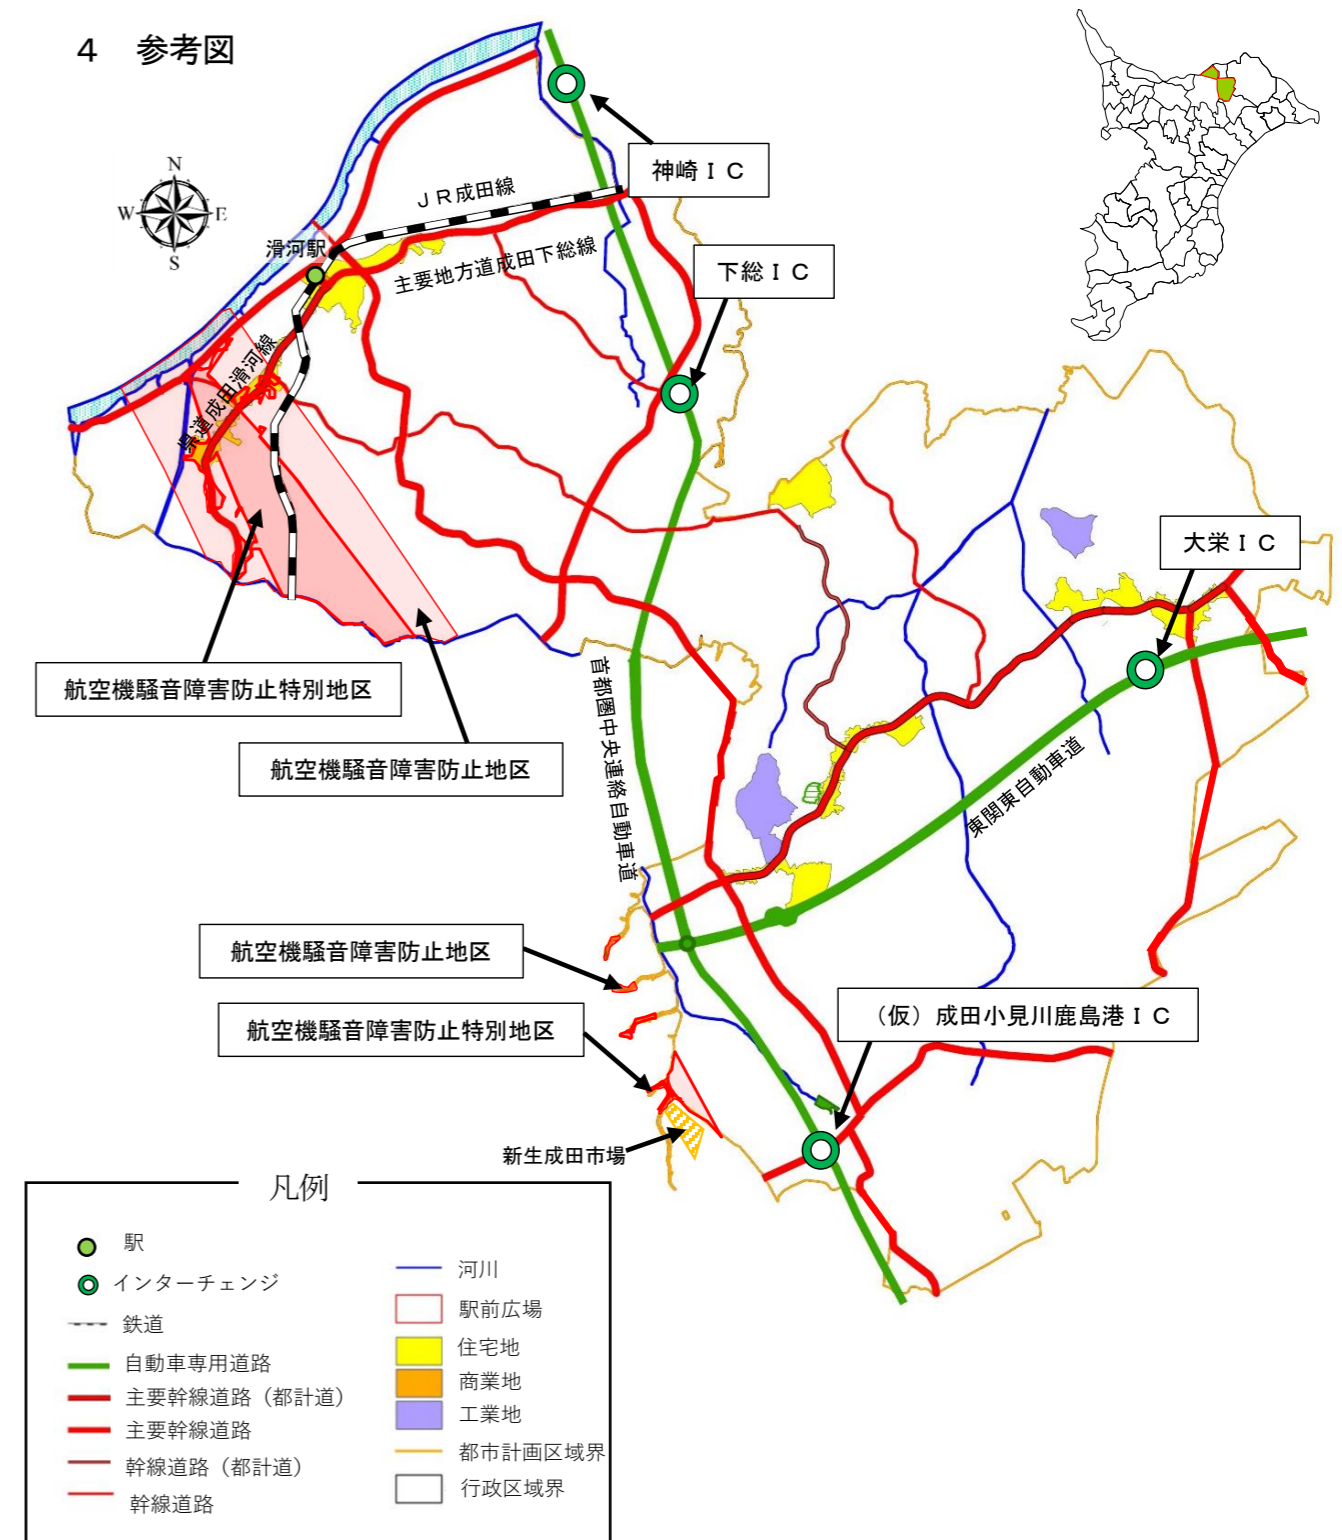 4 参考図
N
W
E
S
神崎IC
JR成田線
滑河駅
主要地方道成田下総線
下総IC
県道成田滑河線
大栄IC
航空機騒音障害防止特別地区
航空機騒音障害防止地区
首都圏中央連絡自動車道
東関東自動車道
航空機騒音障害防止地区
航空機騒音障害防止特別地区
(仮)成田小見川鹿島港IC
新生成田市場
凡例
駅
インターチェンジ
鉄道
自動車専用道路
主要幹線道路(都計道)
主要幹線道路
幹線道路(都計道)
幹線道路
河川
駅前広場
住宅地
商業地
工業地
都市計画区域界
行政区域界